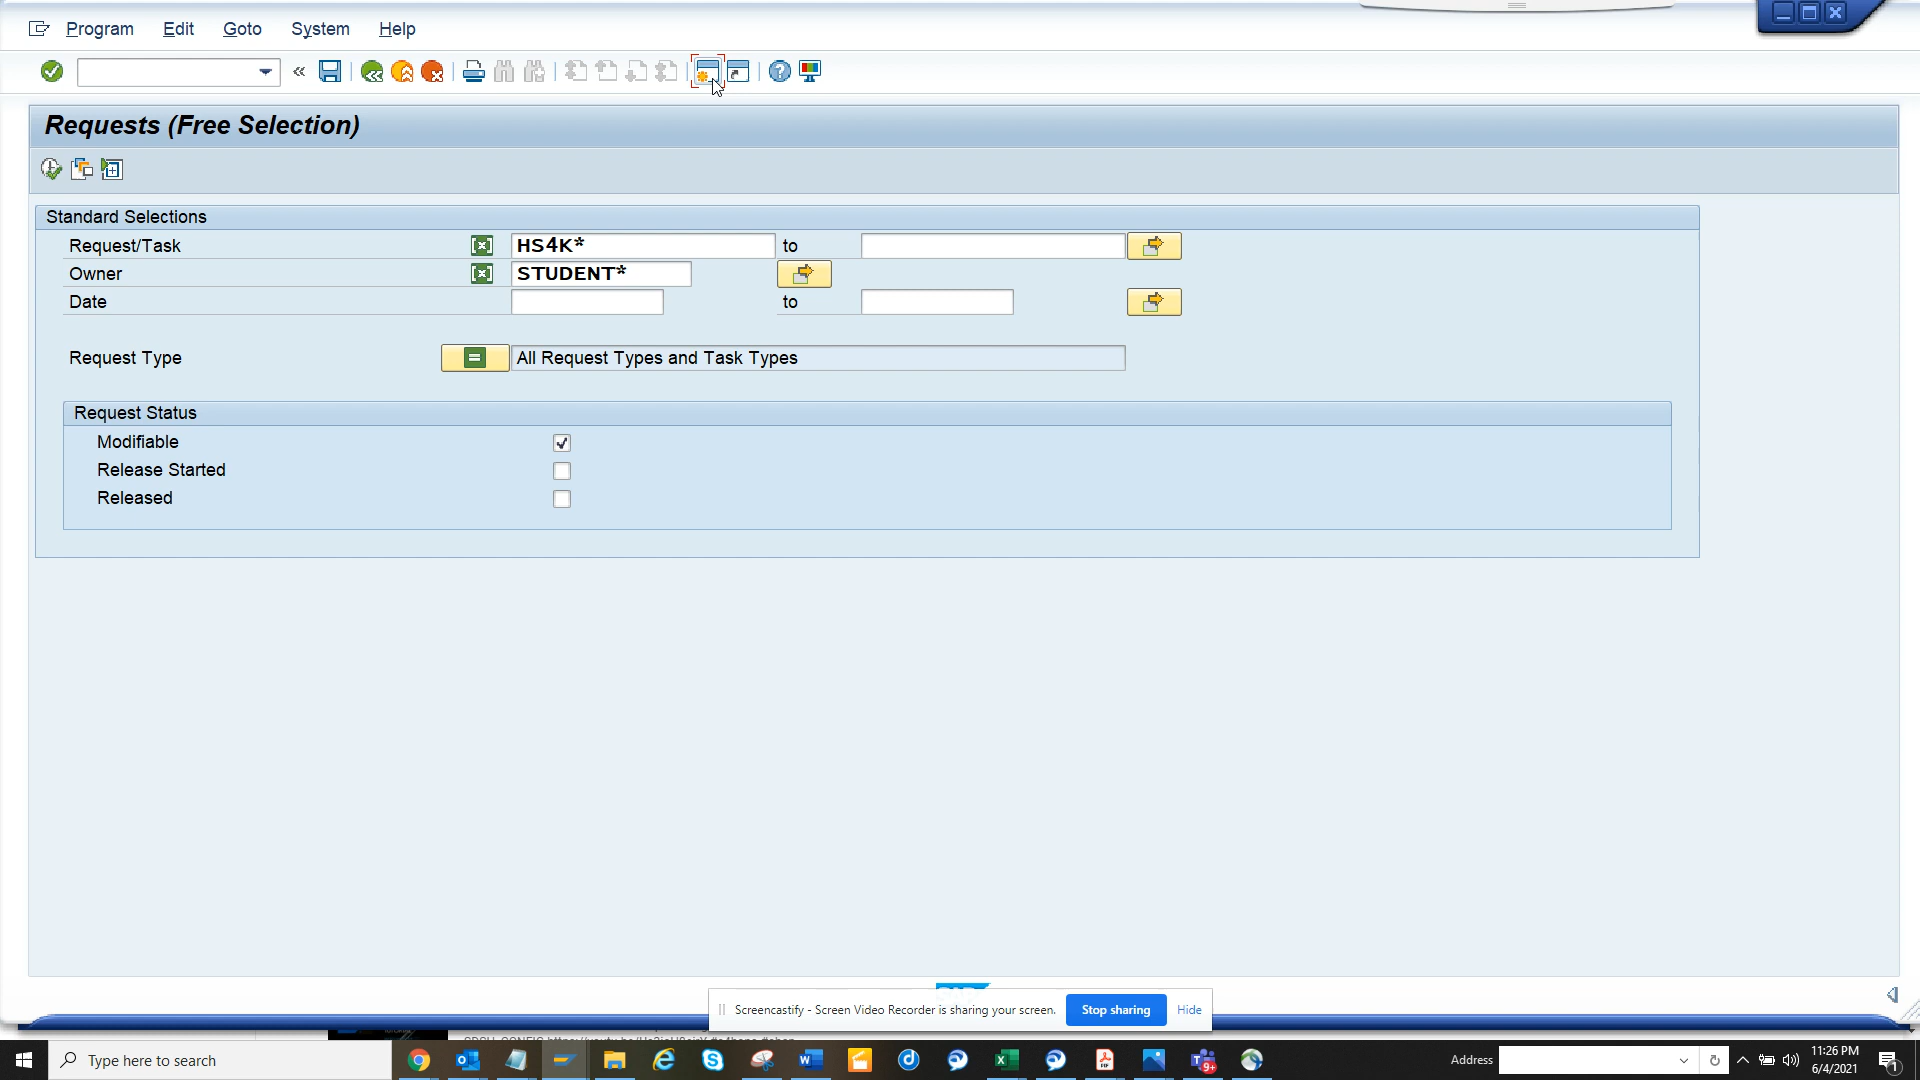 Program Edit Goto System Help
Requests (Free Selection)
Standard Selections
Request/Task HS4K* to
Owner STUDENT*
Date to
Request Type All Request Types and Task Types
Request Status
Modifiable
Release Started
Released
Screencastify - Screen Video Recorder is sharing your screen. Stop sharing Hide
Type here to search
Address
9+
11:26 PM
6/4/2021
1